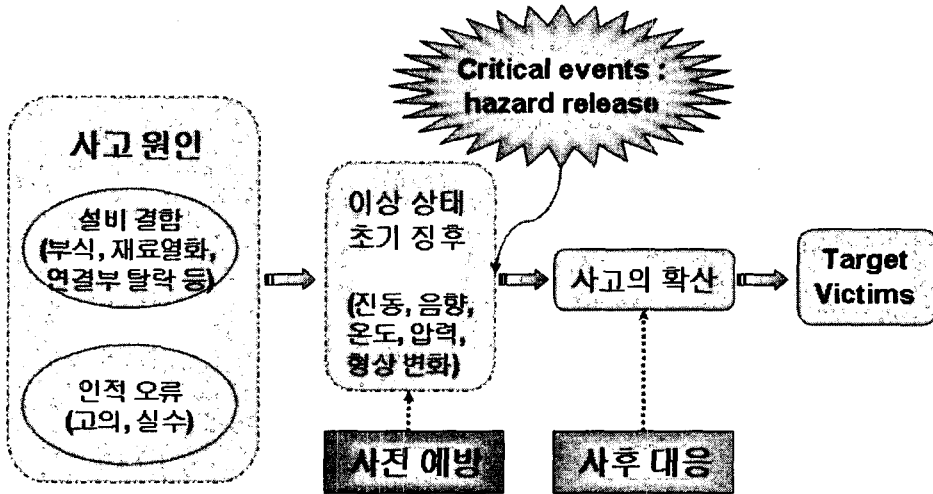 Critical events :
hazard release
사고 원인
설비 결함
(부식, 재료열화,
연결부 탈락 등)
인적 오류
(고의, 실수)
이상 상태
초기 징후
(진동, 음향,
온도, 압력,
형상 변화)
사고의 확산
Target
Victims
사전 예방
사후 대응